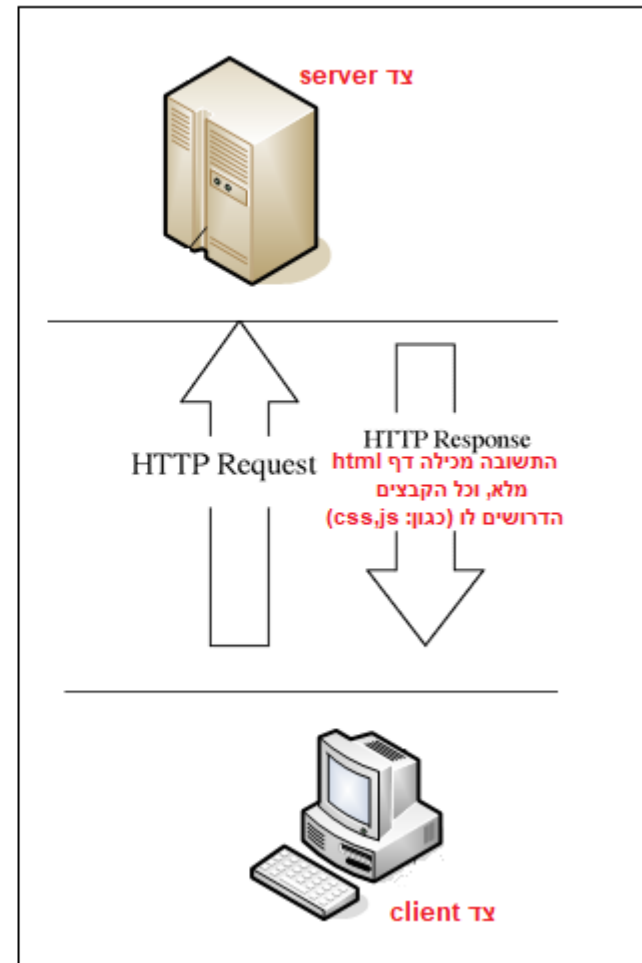 צד server
HTTP Request
HTTP Response
התשובה מכילה דף html
מלא, וכל הקבצים
הדרושים לו (כגון: css,js)
צד client